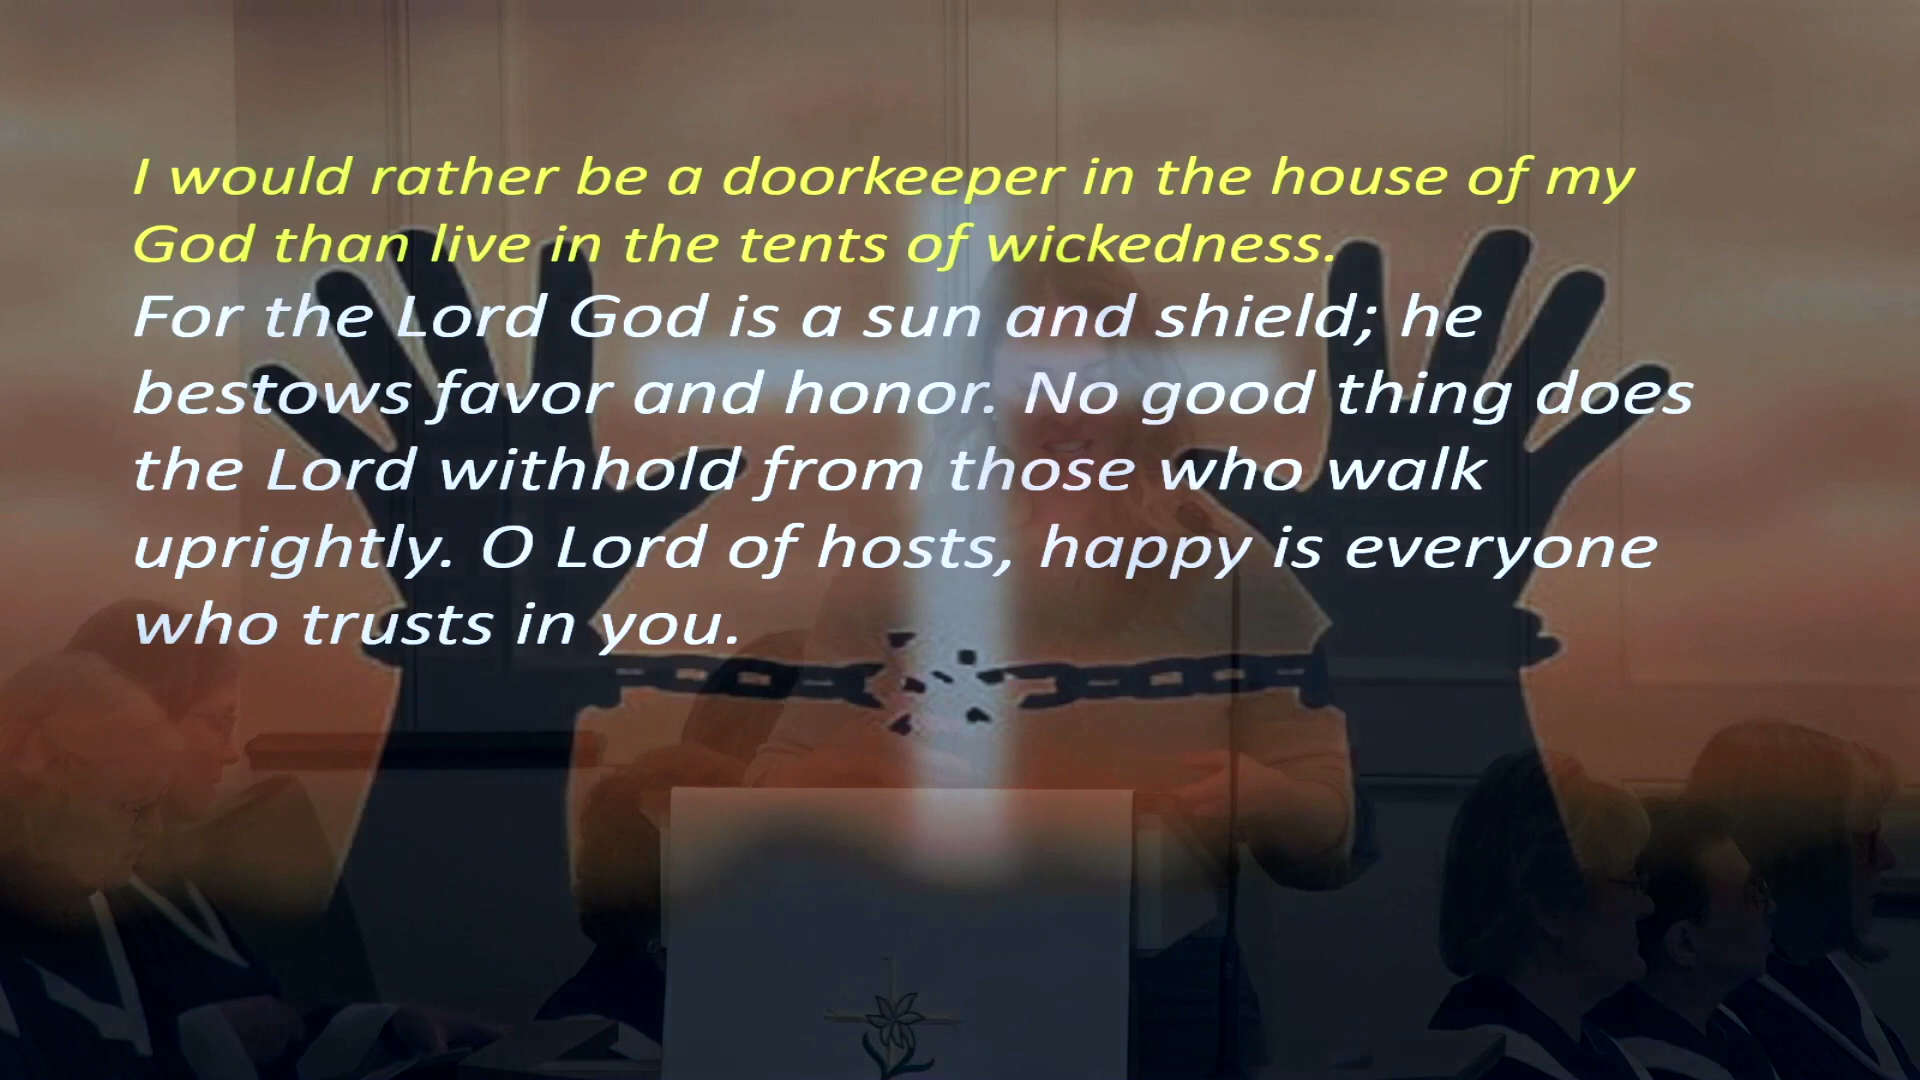 I would rather be a doorkeeper in the house of my
God than live in the tents of wickedness.
For the Lord God is a sun and shield; he
bestows favor and honor. No good thing does
the Lord withhold from those who walk
uprightly. O Lord of hosts, happy is everyone
who trusts in you.